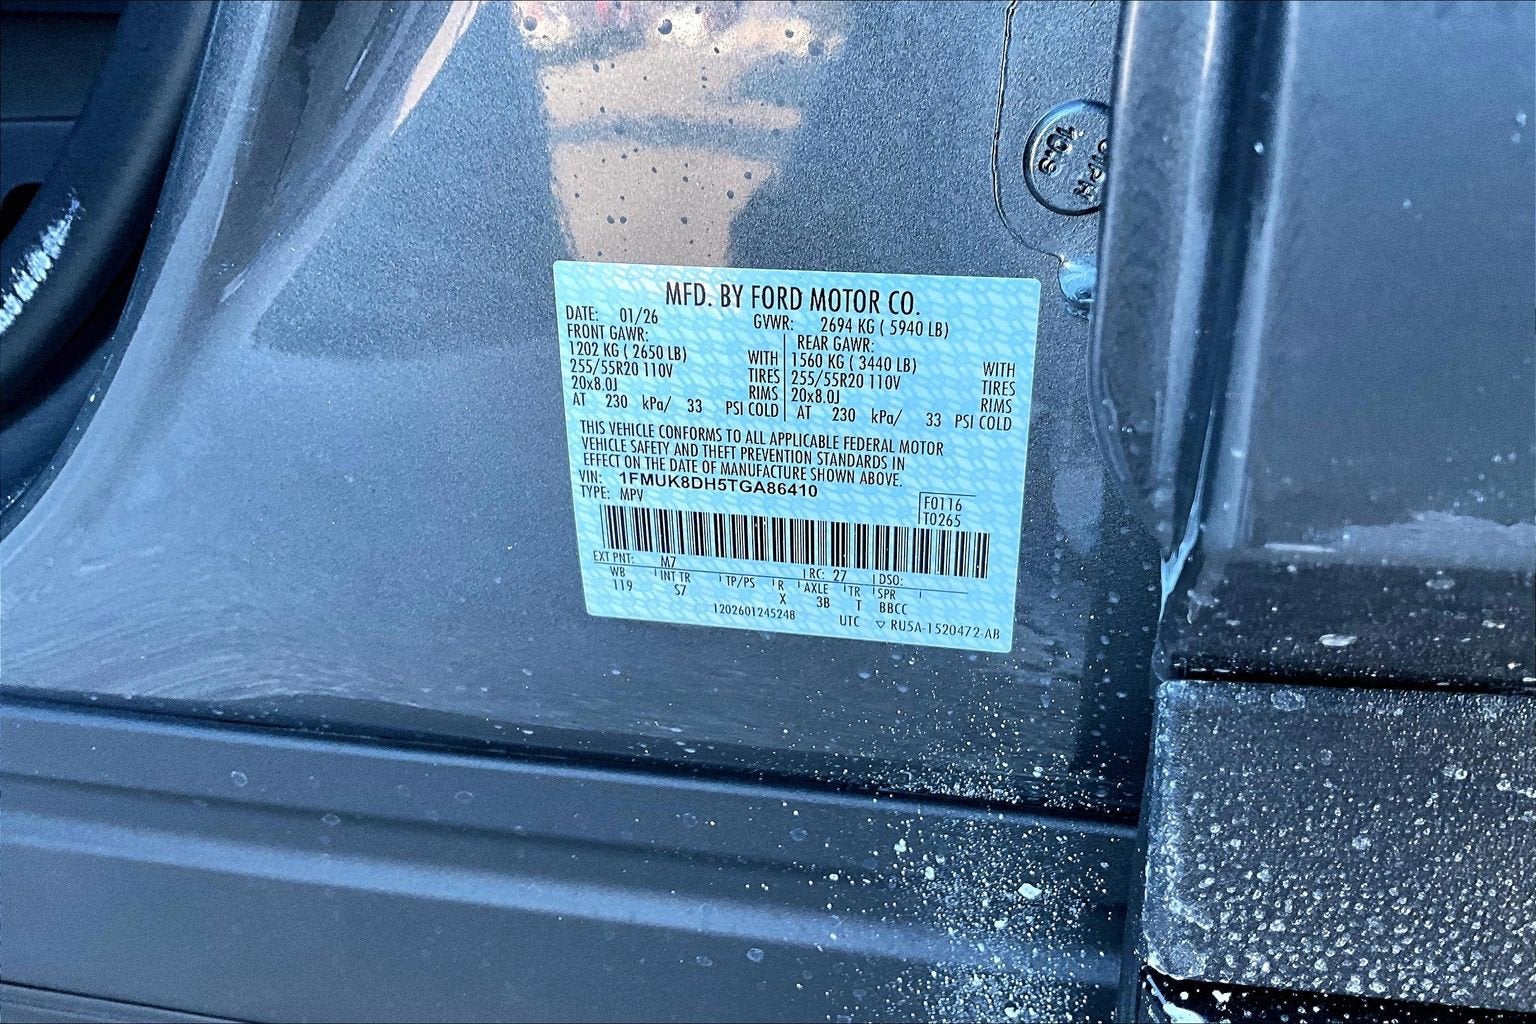 MFD. BY FORD MOTOR CO.
DATE: 01/26 GVWR: 2694 KG ( 5940 LB)
FRONT GAWR: REAR GAWR:
1202 KG ( 2650 LB) WITH 1560 KG ( 3440 LB) WITH
255/55R20 110V TIRES 255/55R20 110V TIRES
20x8.0J RIMS 20x8.0J RIMS
AT 230 kPa/ 33 PSI COLD AT 230 kPa/ 33 PSI COLD
THIS VEHICLE CONFORMS TO ALL APPLICABLE FEDERAL MOTOR
VEHICLE SAFETY AND THEFT PREVENTION STANDARDS IN
EFFECT ON THE DATE OF MANUFACTURE SHOWN ABOVE.
VIN: 1FMUK8DH5TGA86410
TYPE: MPV
F0116
T0265
EXT PNT: M7 RC: 27 DSO:
WB INT TR TP/PS R AXLE TR SPR
119 S7 X 3B T BBCC
1202601245248 UTC ▽ RU5A-1520472-AB